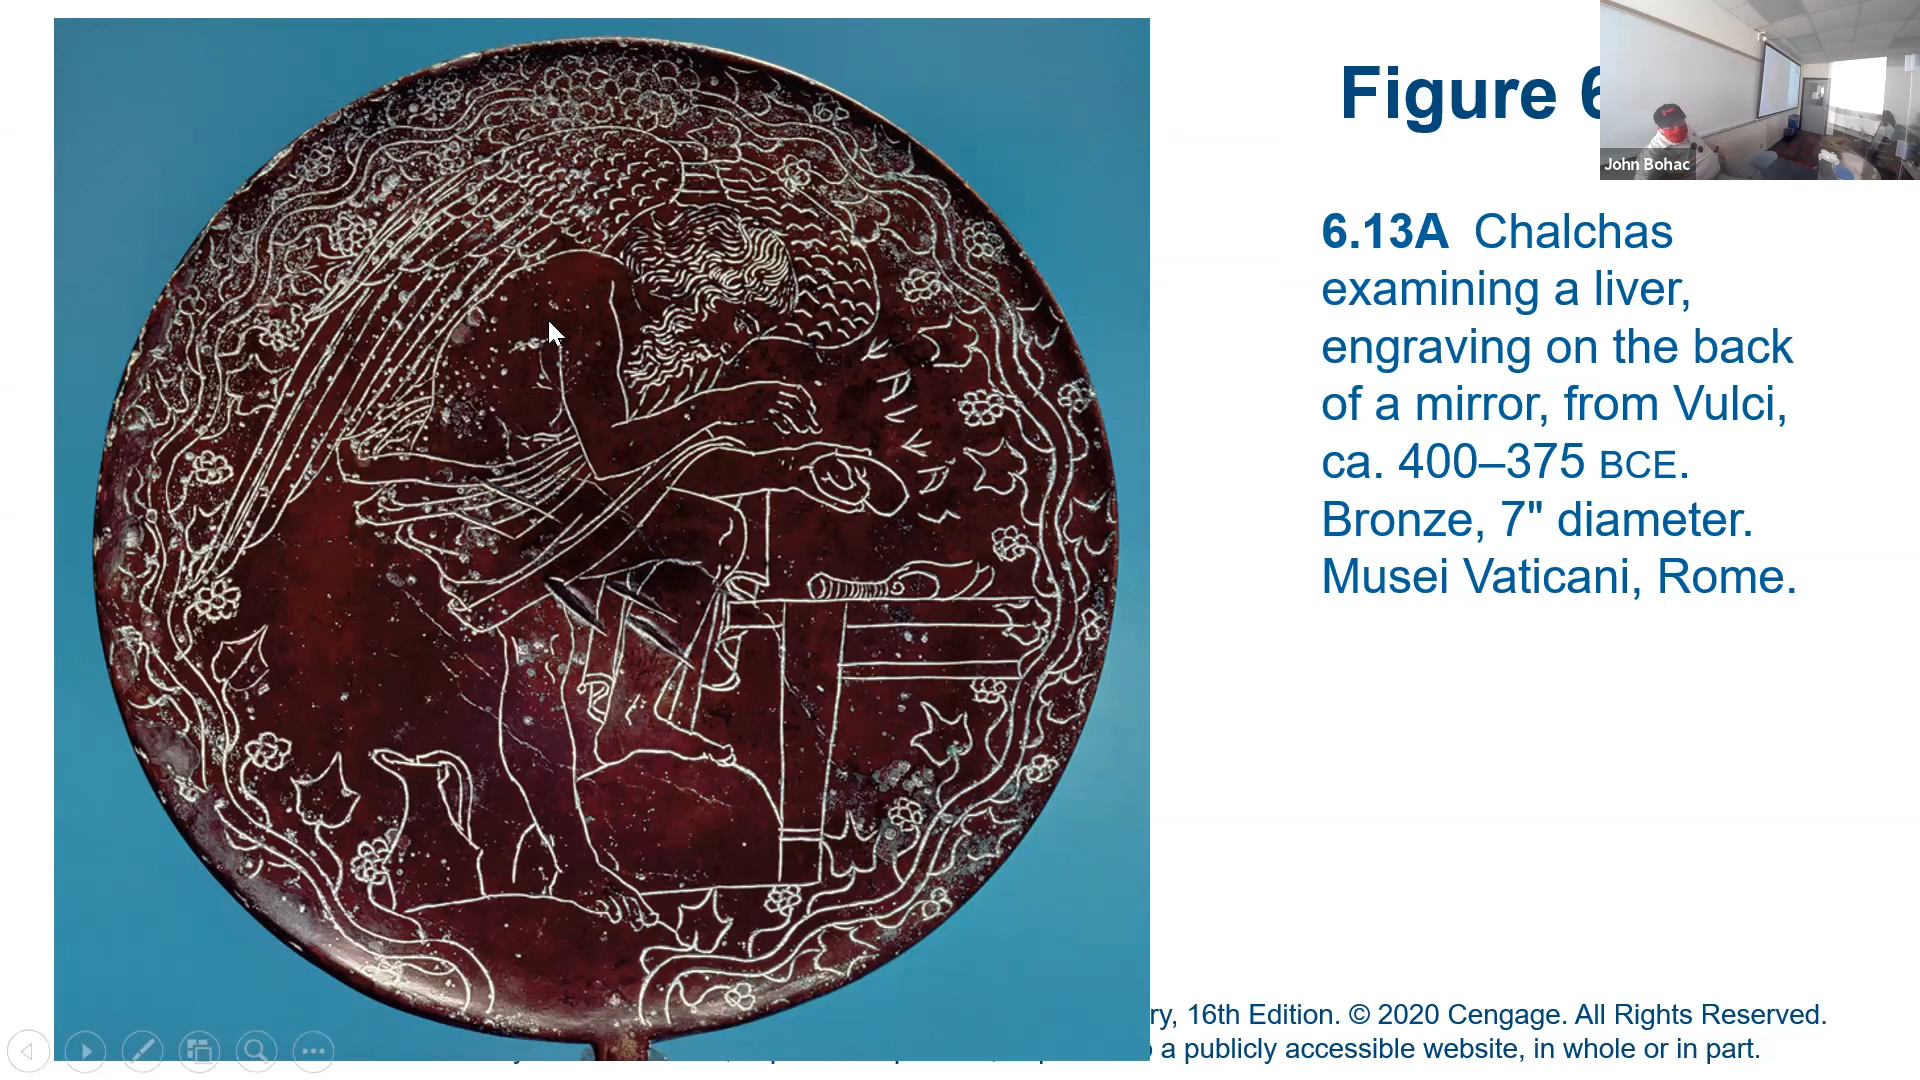 Figure 6
John Bohac
6.13A Chalchas
examining a liver,
engraving on the back
of a mirror, from Vulci,
ca. 400–375 BCE.
Bronze, 7" diameter.
Musei Vaticani, Rome.
ry, 16th Edition. © 2020 Cengage. All Rights Reserved.
a publicly accessible website, in whole or in part.